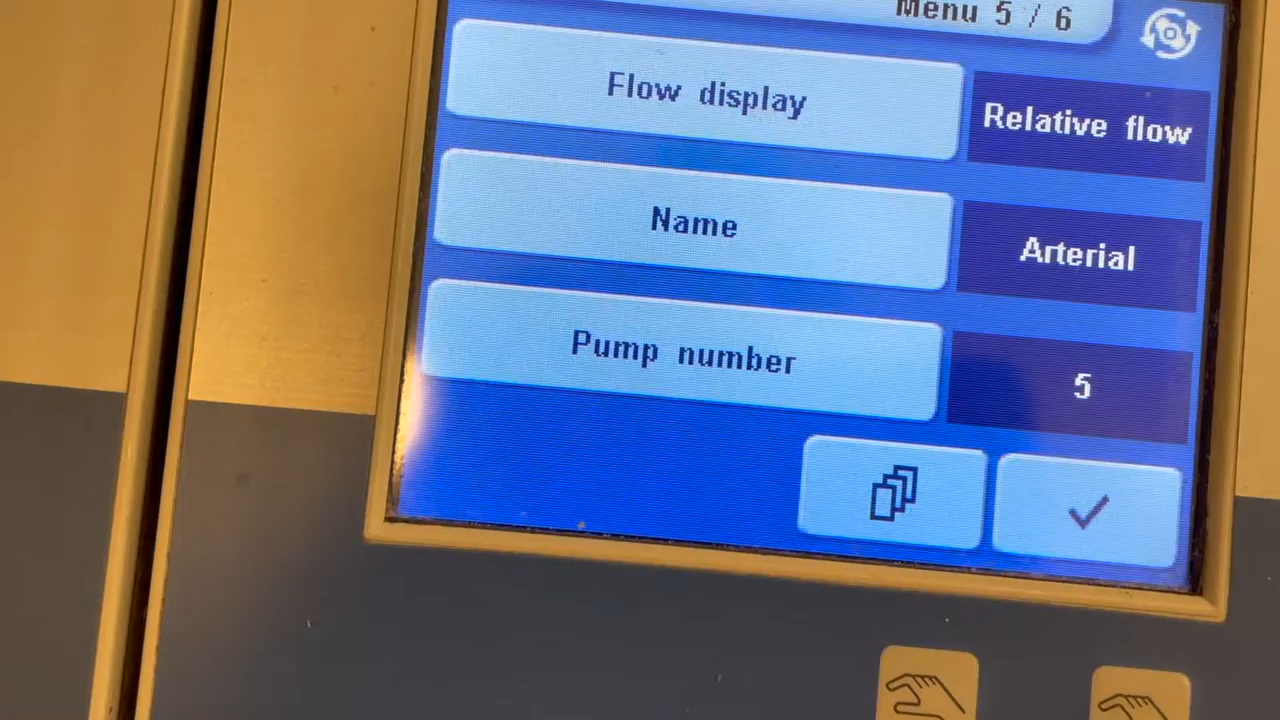 Menu 5 / 6
Flow display
Relative flow
Name
Arterial
Pump number
5